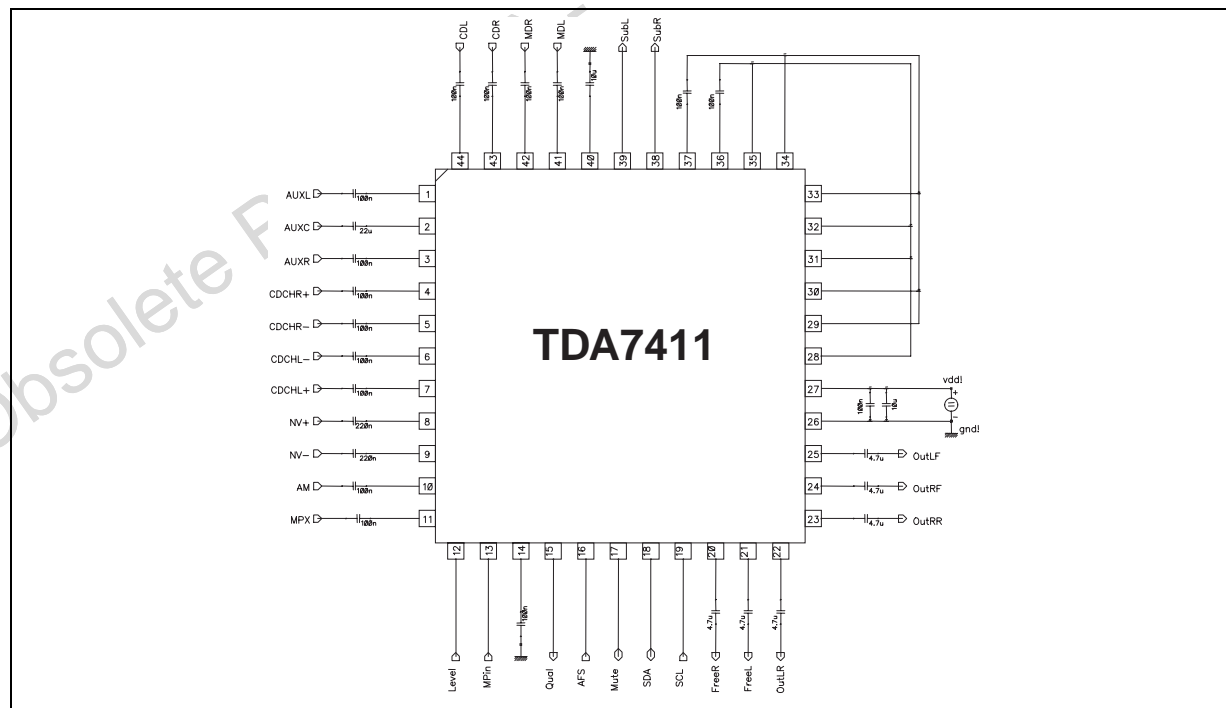 CDL
CDR
MDR
MDL
SubL
SubR
100n
100n
100n
100n
10u
100n
100n
44
43
42
41
40
39
38
37
36
35
34
AUXL
100n
1
33
AUXC
22u
2
32
AUXR
100n
3
31
CDCHR+
100n
4
30
CDCHR-
100n
5
29
CDCHL-
100n
6
28
CDCHL+
100n
7
27
vdd!
+
NV+
220n
8
26
100n
10u
-
gnd!
NV-
220n
9
25
4.7u
OutLF
AM
100n
10
24
4.7u
OutRF
MPX
100n
11
23
4.7u
OutRR
TDA7411
12
13
14
15
16
17
18
19
20
21
22
100n
4.7u
4.7u
4.7u
Level
MPin
Qual
AFS
Mute
SDA
SCL
FreeR
FreeL
OutLR
Obsolete